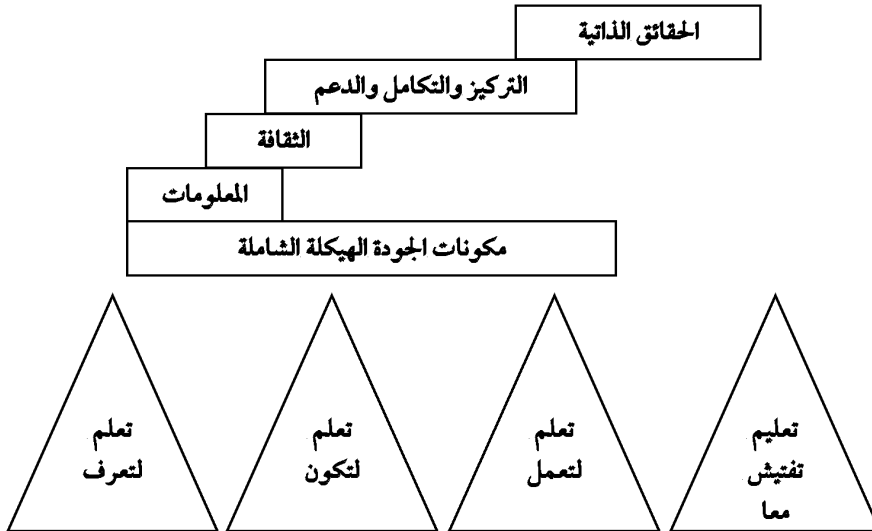 الحقائق الذاتية
التركيز والتكامل والدعم
الثقافة
المعلومات
مكونات الجودة الهيكلة الشاملة
تعليم
تفتيش
معا
تعلم
لتعمل
تعلم
لتكون
تعلم
لتعرف